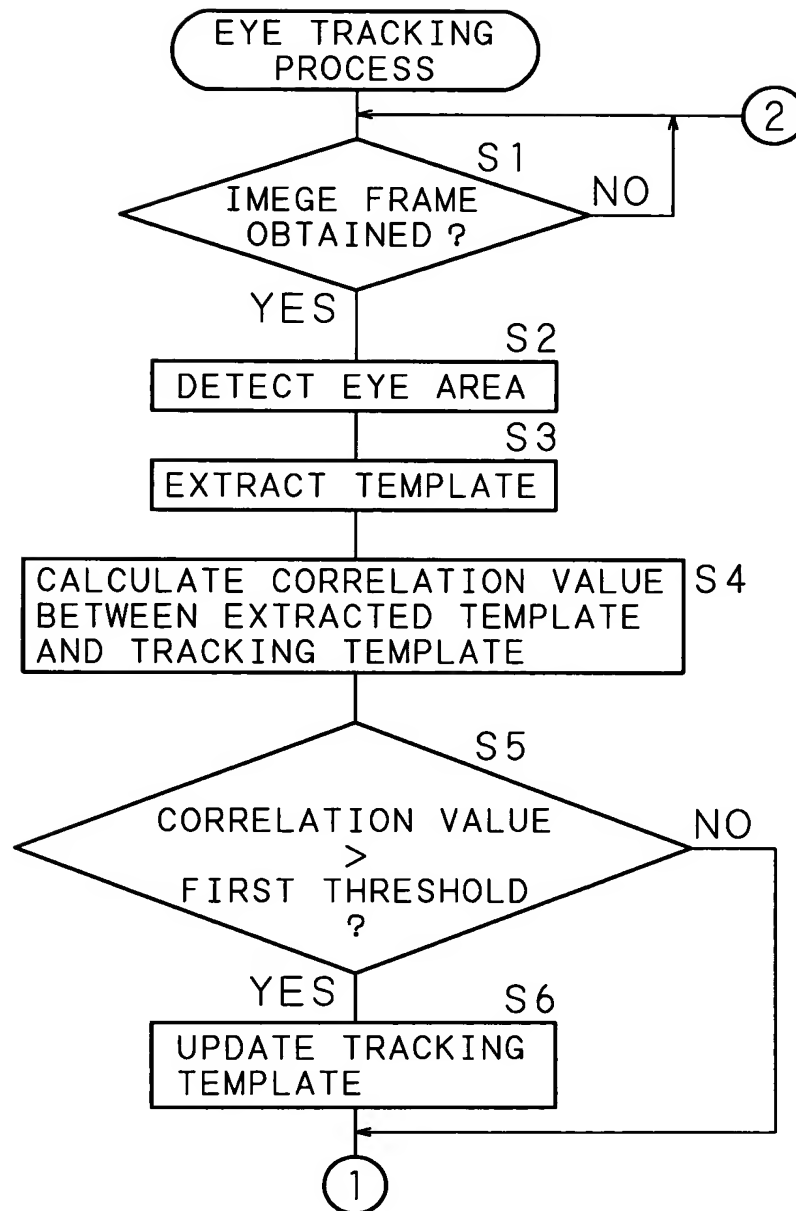 EYE TRACKING
PROCESS
2
S1
IMEGE FRAME
OBTAINED ?
NO
YES
S2
DETECT EYE AREA
S3
EXTRACT TEMPLATE
CALCULATE CORRELATION VALUE
BETWEEN EXTRACTED TEMPLATE
AND TRACKING TEMPLATE
S4
S5
CORRELATION VALUE
>
FIRST THRESHOLD
?
NO
YES
S6
UPDATE TRACKING
TEMPLATE
1